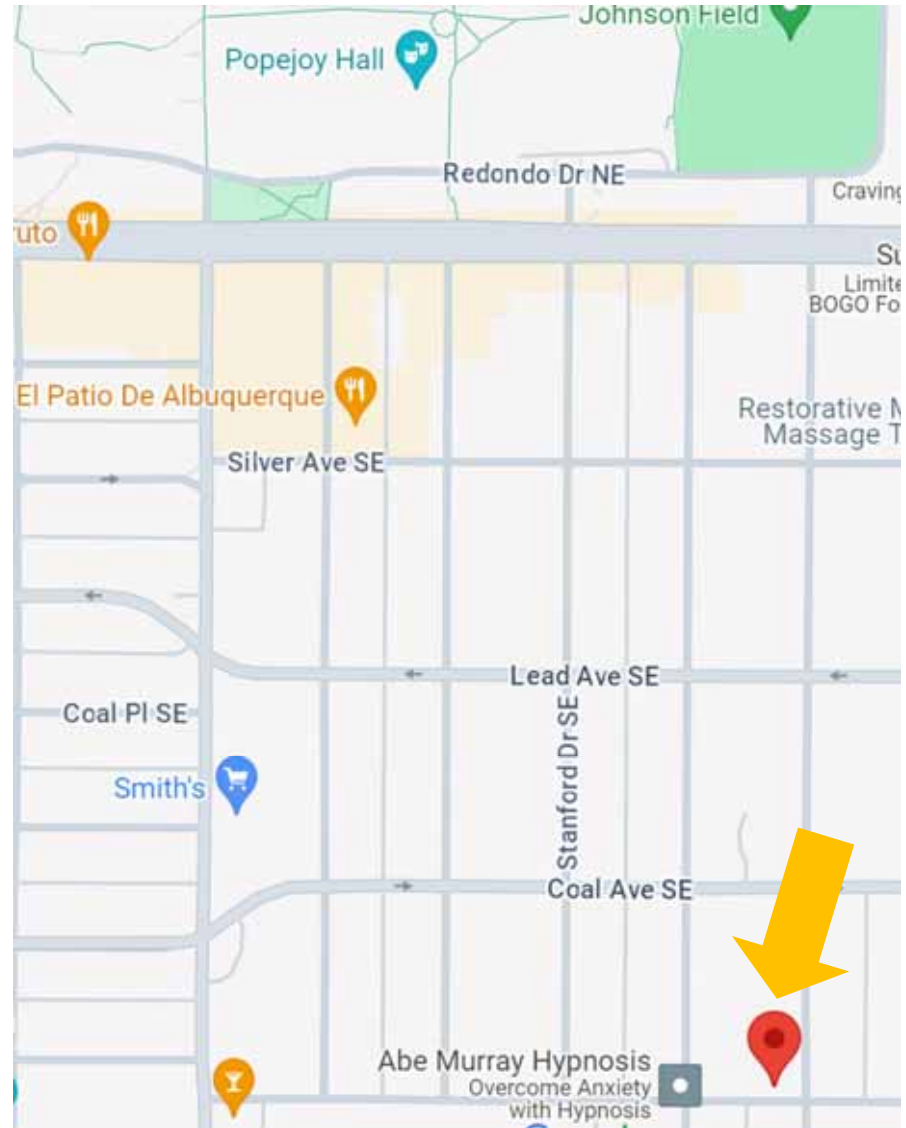 Johnson Field
Popejoy Hall
Redondo Dr NE
Craving
uto
Su
Limite
BOGO Fo
El Patio De Albuquerque
Restorative M
Massage T
Silver Ave SE
Lead Ave SE
Stanford Dr SE
Coal Pl SE
Smith's
Coal Ave SE
Abe Murray Hypnosis
Overcome Anxiety
with Hypnosis